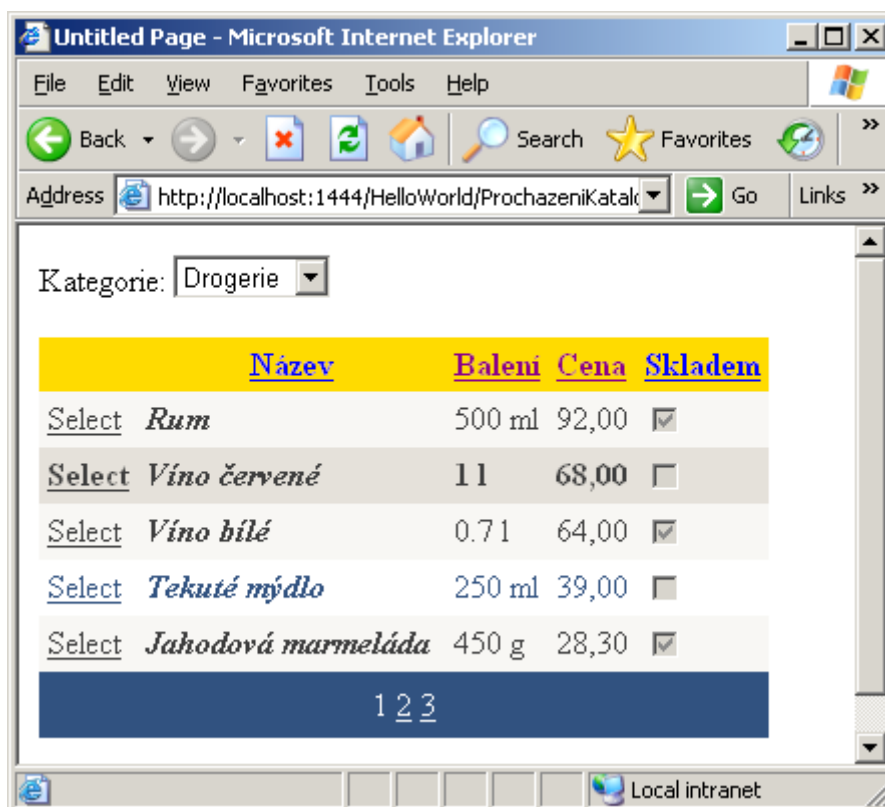 Untitled Page - Microsoft Internet Explorer
File Edit View Favorites Tools Help
Back Search Favorites »
Address http://localhost:1444/HelloWorld/ProchazeniKatalo Go Links »
Kategorie: Drogerie
Název Balení Cena Skladem
Select Rum 500 ml 92,00
Select Víno červené 1 l 68,00
Select Víno bílé 0.7 l 64,00
Select Tekuté mýdlo 250 ml 39,00
Select Jahodová marmeláda 450 g 28,30
1 2 3
Local intranet